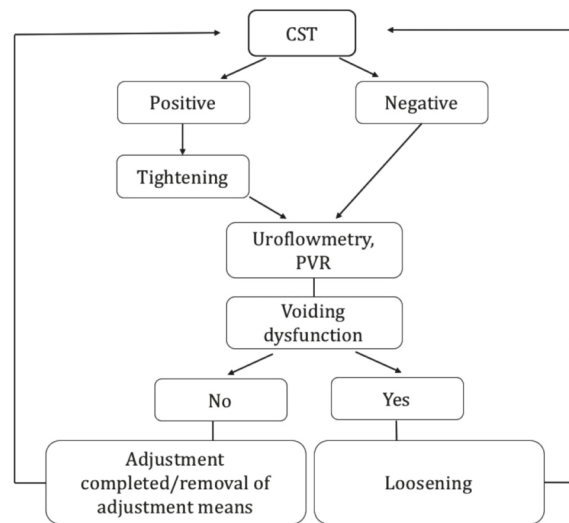 CST
Positive
Negative
Tightening
Uroflowmetry,
PVR
Voiding
dysfunction
No
Yes
Adjustment
completed/removal of
adjustment means
Loosening